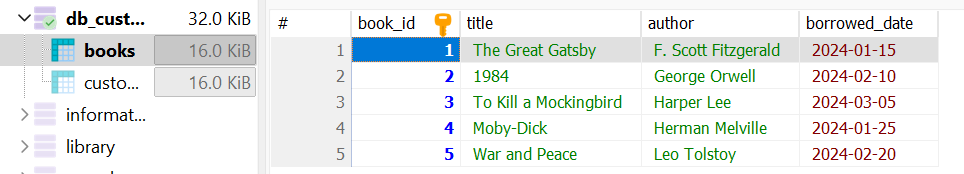 db_cust... 32.0 KiB
books 16.0 KiB
custo... 16.0 KiB
informat...
library
# book_id title author borrowed_date
1 1 The Great Gatsby F. Scott Fitzgerald 2024-01-15
2 2 1984 George Orwell 2024-02-10
3 3 To Kill a Mockingbird Harper Lee 2024-03-05
4 4 Moby-Dick Herman Melville 2024-01-25
5 5 War and Peace Leo Tolstoy 2024-02-20